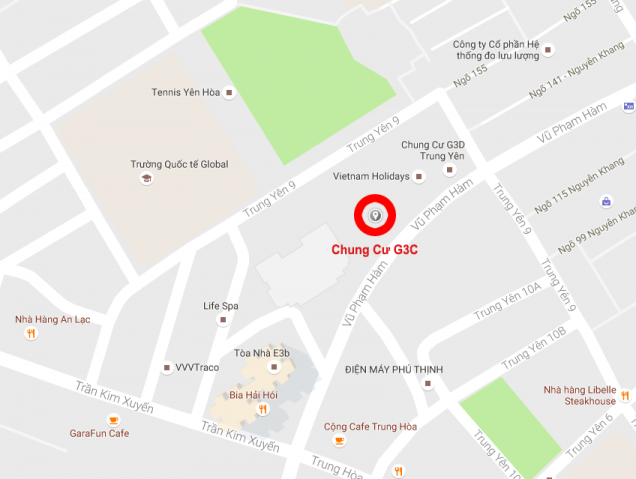 Ngõ 155
Công ty Cổ phần Hệ
thống đo lưu lượng
Ngõ 155
Ngõ 141 - Nguyễn Khang
Tennis Yên Hòa
Vũ Phạm Hàm
Trung Yên 9
Chung Cư G3D
Trung Yên
Trường Quốc tế Global
Vietnam Holidays
Trung Yên 9
Vũ Phạm Hàm
Trung Yên 9
Ngõ 115 Nguyễn Khang
Ngõ 99 Nguyễn Khang
Chung Cư G3C
Vũ Phạm Hàm
Trung Yên 10A
Life Spa
Nhà Hàng An Lạc
Trung Yên 10B
Tòa Nhà E3b
VVVTraco
ĐIỆN MÁY PHÚ THỊNH
Trần Kim Xuyến
Bia Hải Hói
Nhà hàng Libelle
Steakhouse
GaraFun Cafe
Trần Kim Xuyến
Cộng Cafe Trung Hòa
Trung Yên 6
Trung Yên 10
Trung Hòa